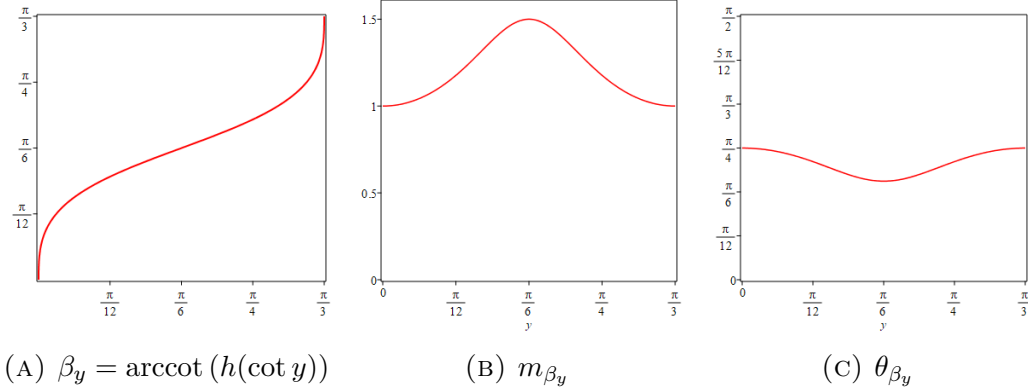 π/3
π/4
π/6
π/12
π/12 π/6 π/4 π/3
(A) β_y = arccot (h(cot y))
1.5
1
0.5
0
0 π/12 π/6 π/4 π/3
y
(B) m_{β_y}
π/2
5 π/12
π/3
π/4
π/6
π/12
0
0 π/12 π/6 π/4 π/3
y
(C) θ_{β_y}